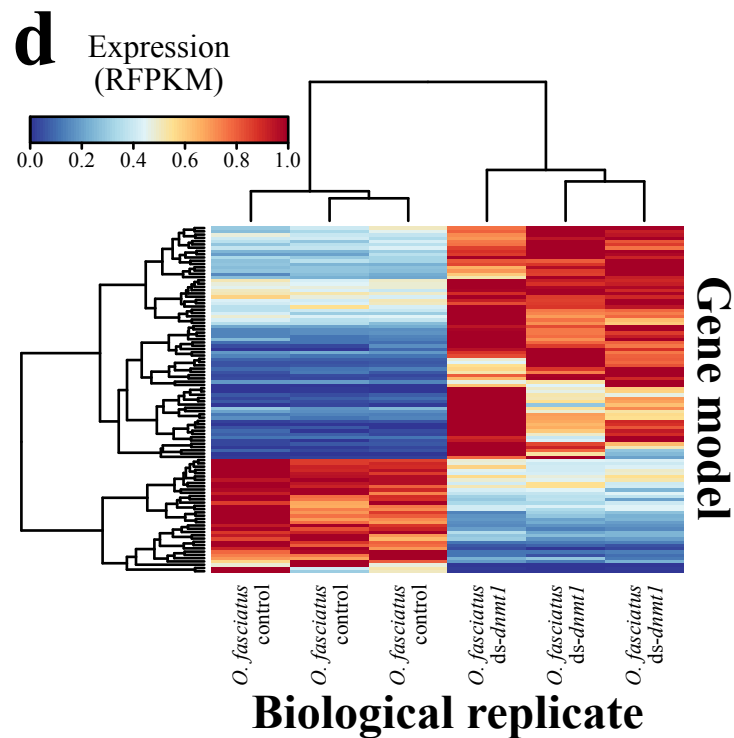 d
Expression
(RFPKM)
0.0 0.2 0.4 0.6 0.8 1.0
Gene model
O. fasciatus
control
O. fasciatus
control
O. fasciatus
control
O. fasciatus
ds-dnmt1
O. fasciatus
ds-dnmt1
O. fasciatus
ds-dnmt1
Biological replicate